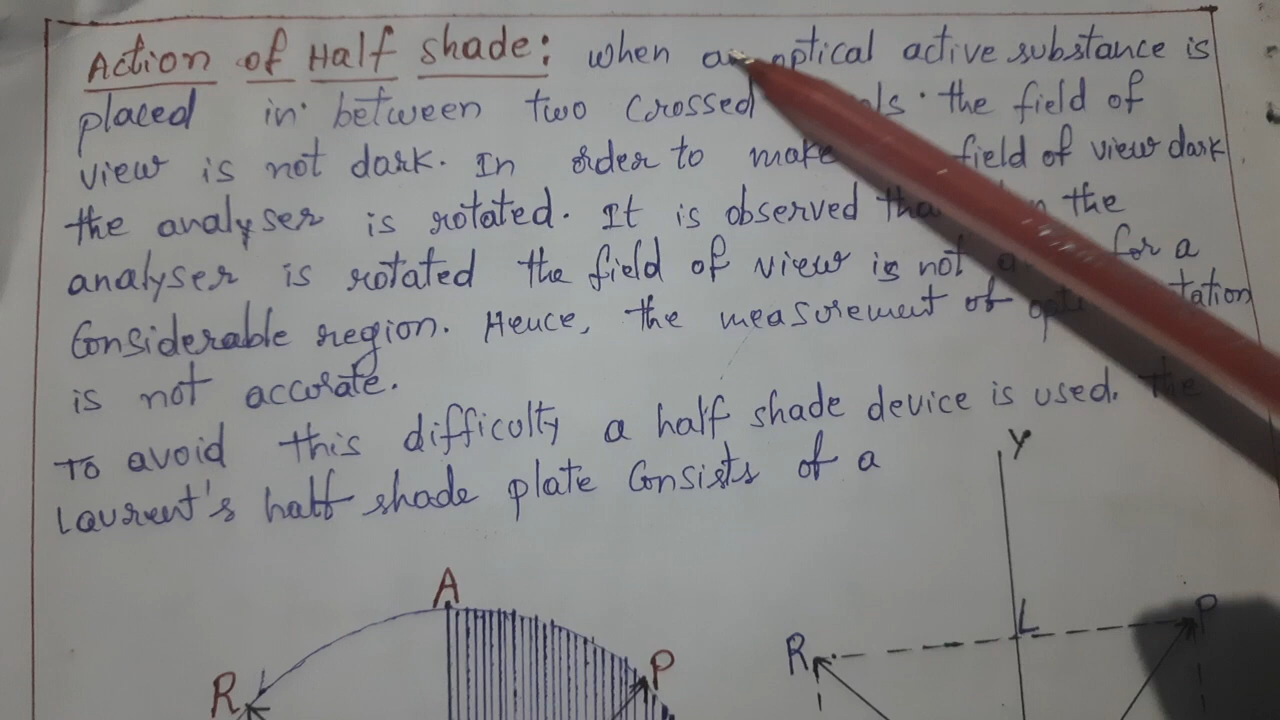 Action of Half shade: when an optical active substance is
placed in between two crossed the field of
view is not dark. In order to make field of view dark
the analyser is rotated. It is observed the
analyser is rotated the field of view is not for a
Considerable region. Hence, the measurement of
is not accurate.
To avoid this difficulty a half shade device is used. The
Laurent's half shade plate Consists of a
Y
A
L
P
R
P
R